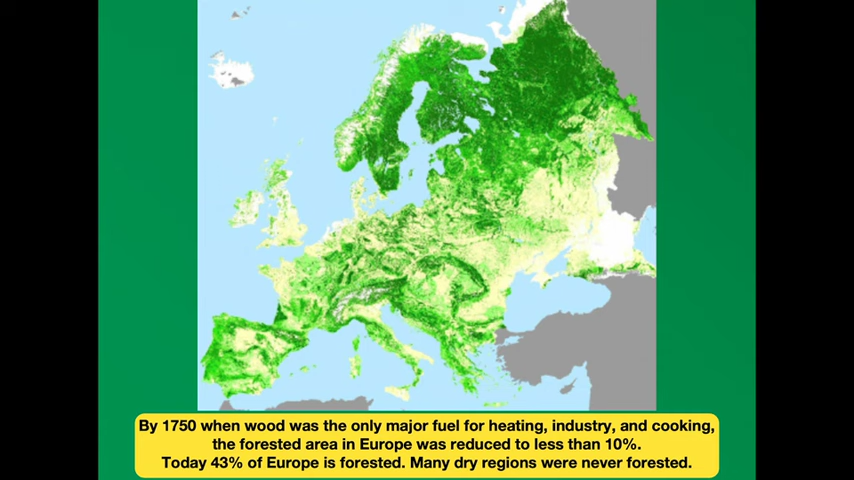 By 1750 when wood was the only major fuel for heating, industry, and cooking,
the forested area in Europe was reduced to less than 10%.
Today 43% of Europe is forested. Many dry regions were never forested.